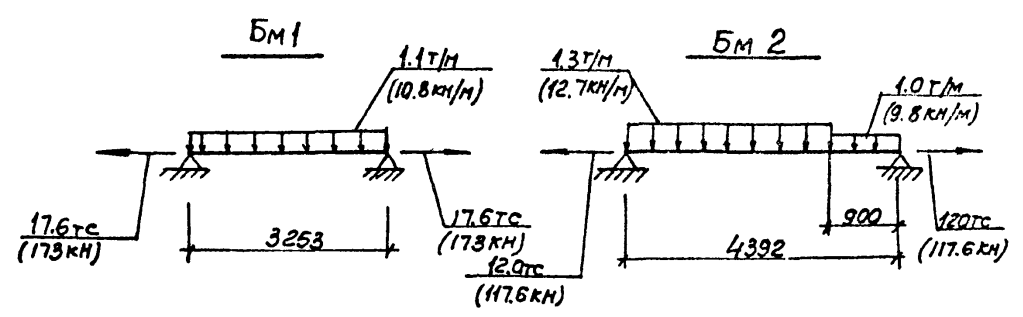 Бм1
1.1т/м
(10.8кн/м)
17.6тс
(173кн)
3253
17.6тс
(173кн)
Бм 2
1.3т/м
(12.7кн/м)
1.0т/м
(9.8кн/м)
900
4392
12.0тс
(117.6кн)
120тс
(117.6кн)